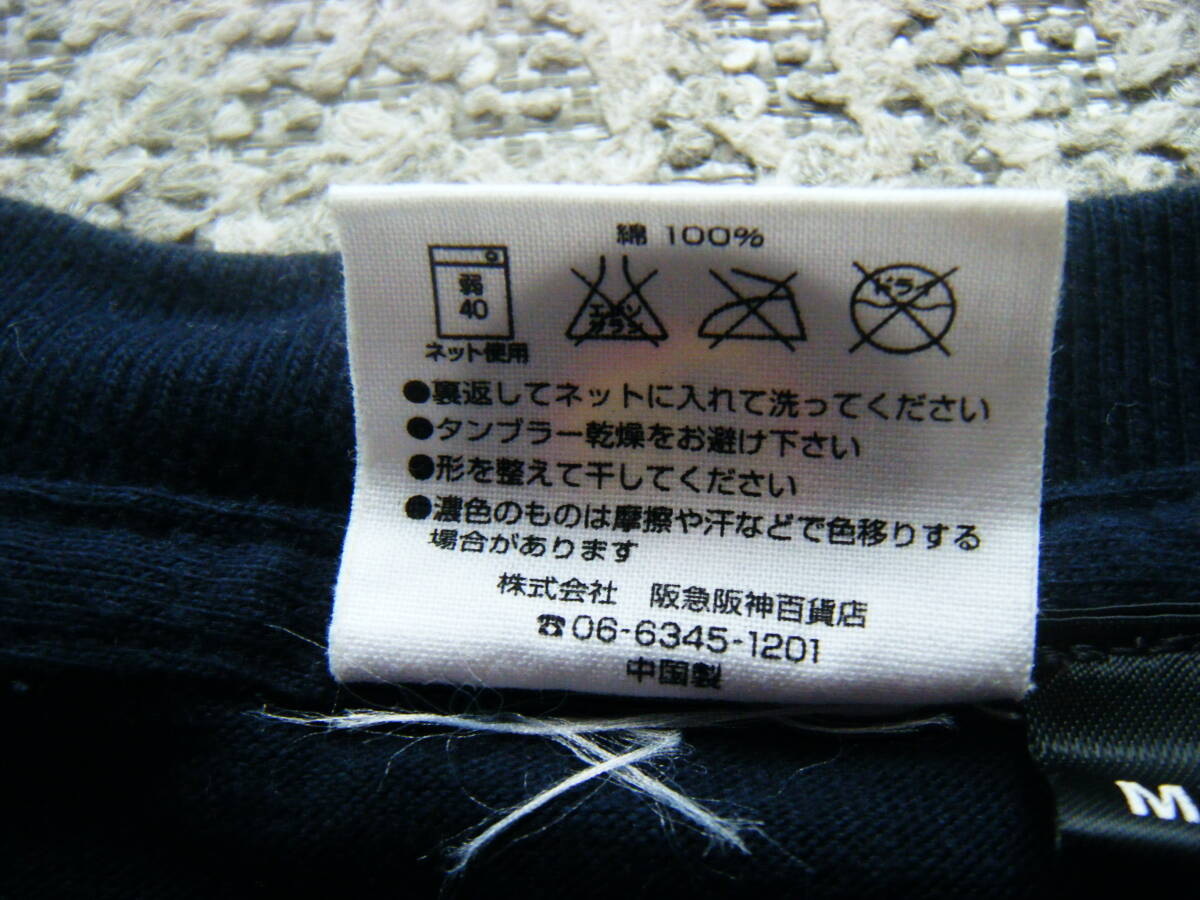 綿 100%
弱
40
エンソ
サラシ
ドライ
ネット使用
●裏返してネットに入れて洗ってください
●タンブラー乾燥をお避け下さい
●形を整えて干してください
●濃色のものは摩擦や汗などで色移りする
場合があります
株式会社 阪急阪神百貨店
☎06-6345-1201
中国製
M